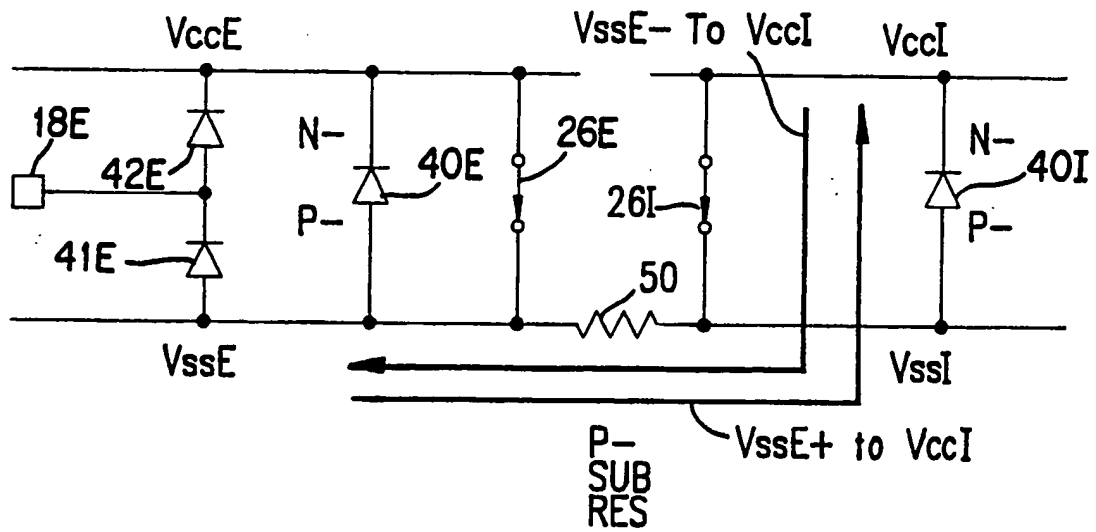 VccE
VssE- To VccI
VccI
18E
42E
N-
40E
P-
26E
26I
N-
40I
P-
41E
50
VssE
VssI
VssE+ to VccI
P-
SUB
RES